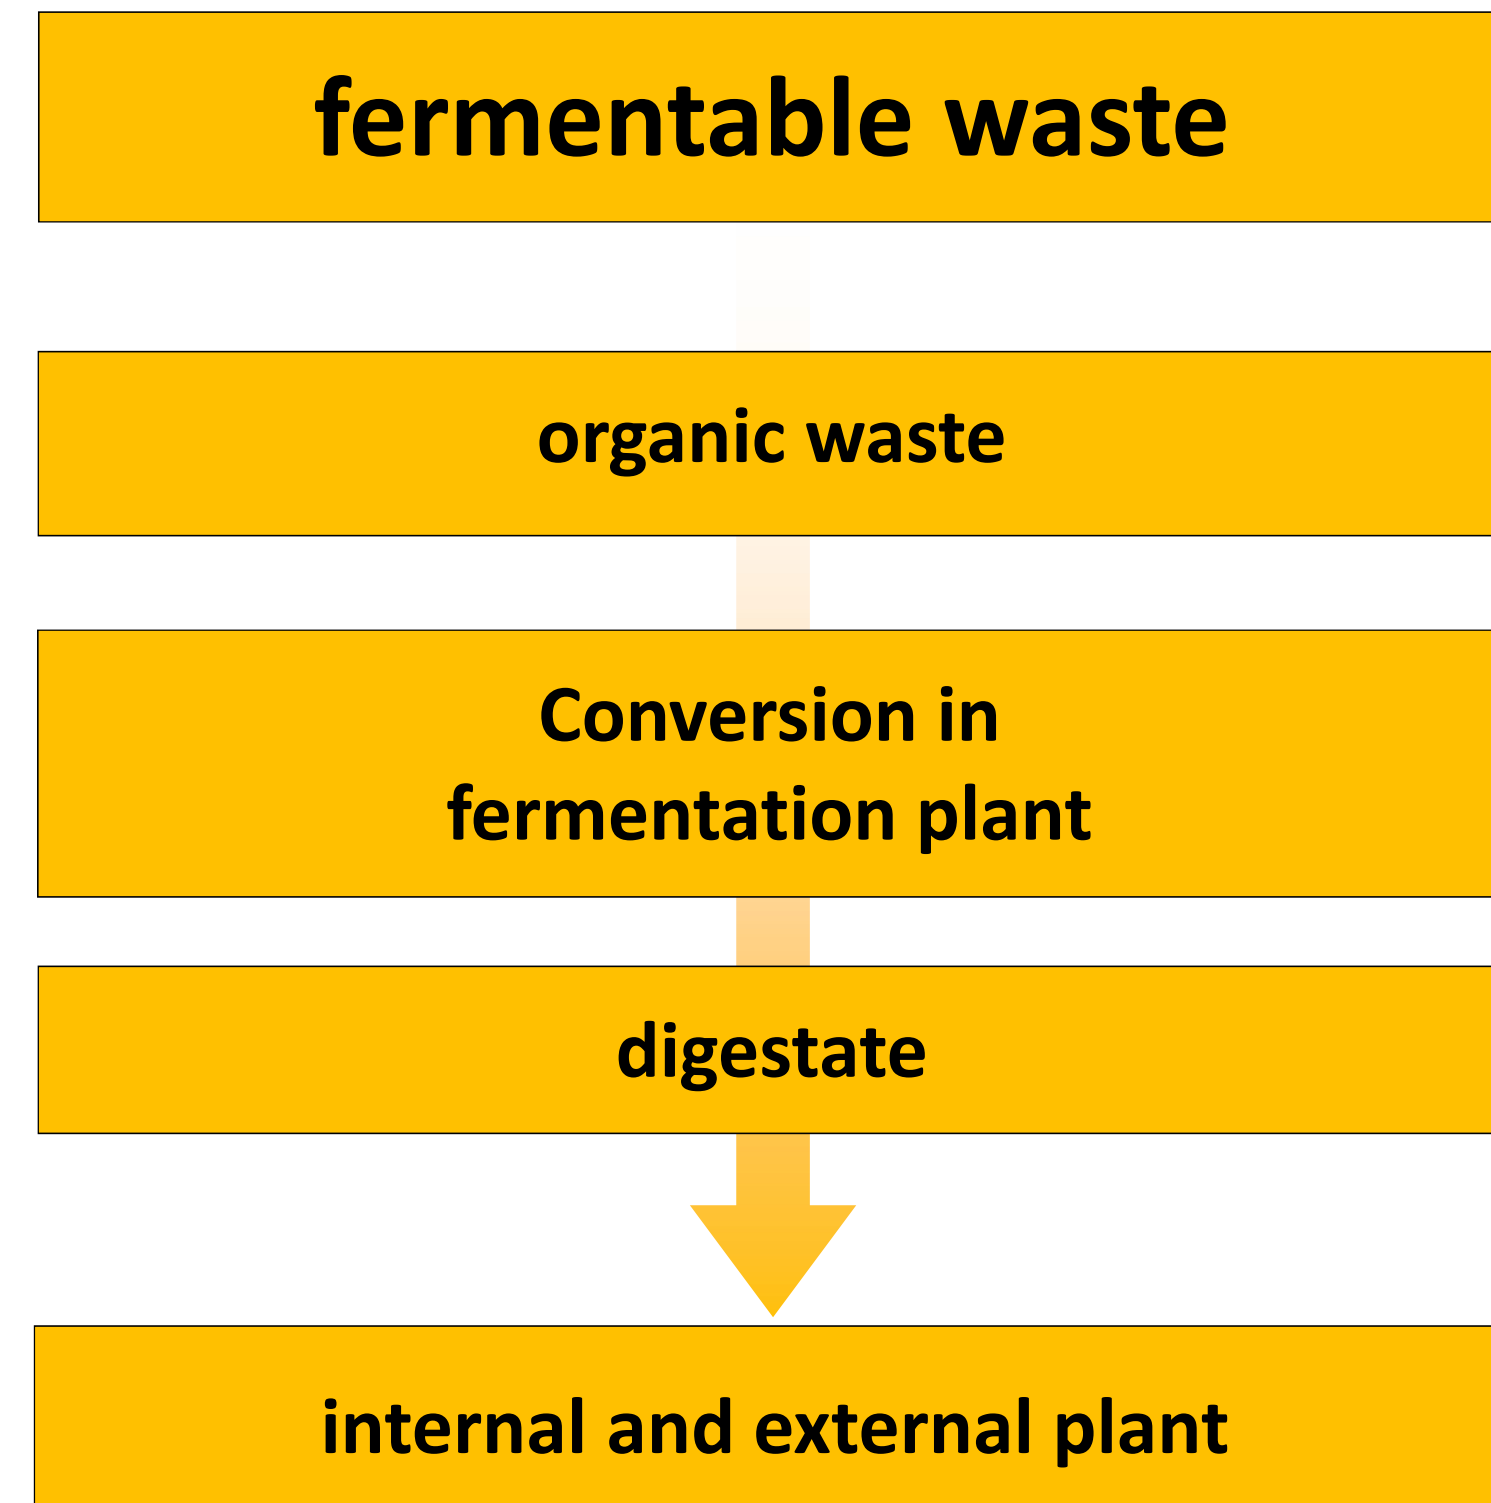 fermentable waste
organic waste
Conversion in
fermentation plant
digestate
internal and external plant